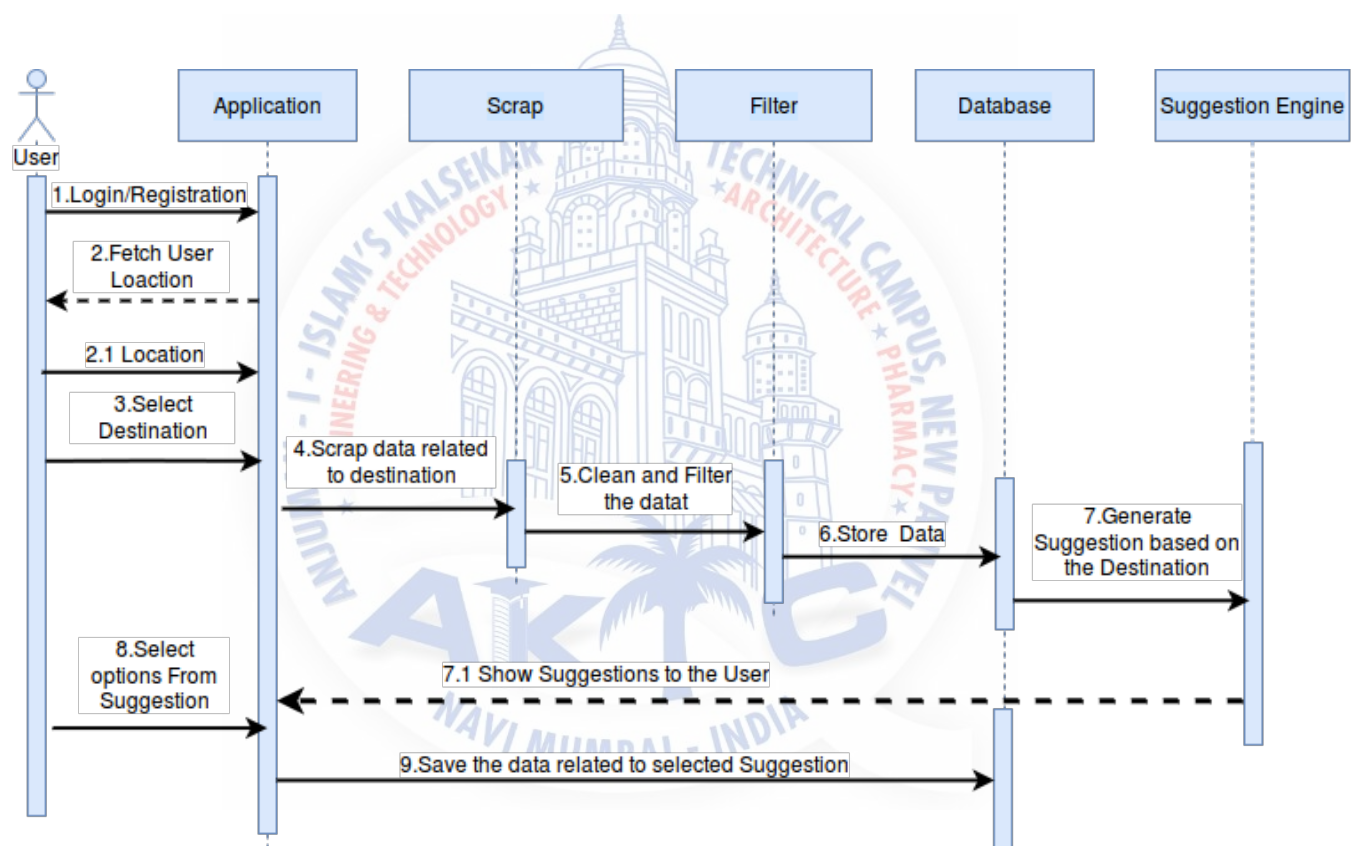 Application
Scrap
Filter
Database
Suggestion Engine
User
1.Login/Registration
2.Fetch User
Loaction
2.1 Location
3.Select
Destination
4.Scrap data related
to destination
5.Clean and Filter
the datat
6.Store  Data
7.Generate
Suggestion based on
the Destination
8.Select
options From
Suggestion
7.1 Show Suggestions to the User
9.Save the data related to selected Suggestion
ANJUMAN - I - ISLAM'S KALSEKAR TECHNICAL CAMPUS, NEW PANVEL
ENGINEERING & TECHNOLOGY ★ ★ ARCHITECTURE ★ PHARMACY ★
AKTC
NAVI MUMBAI - INDIA